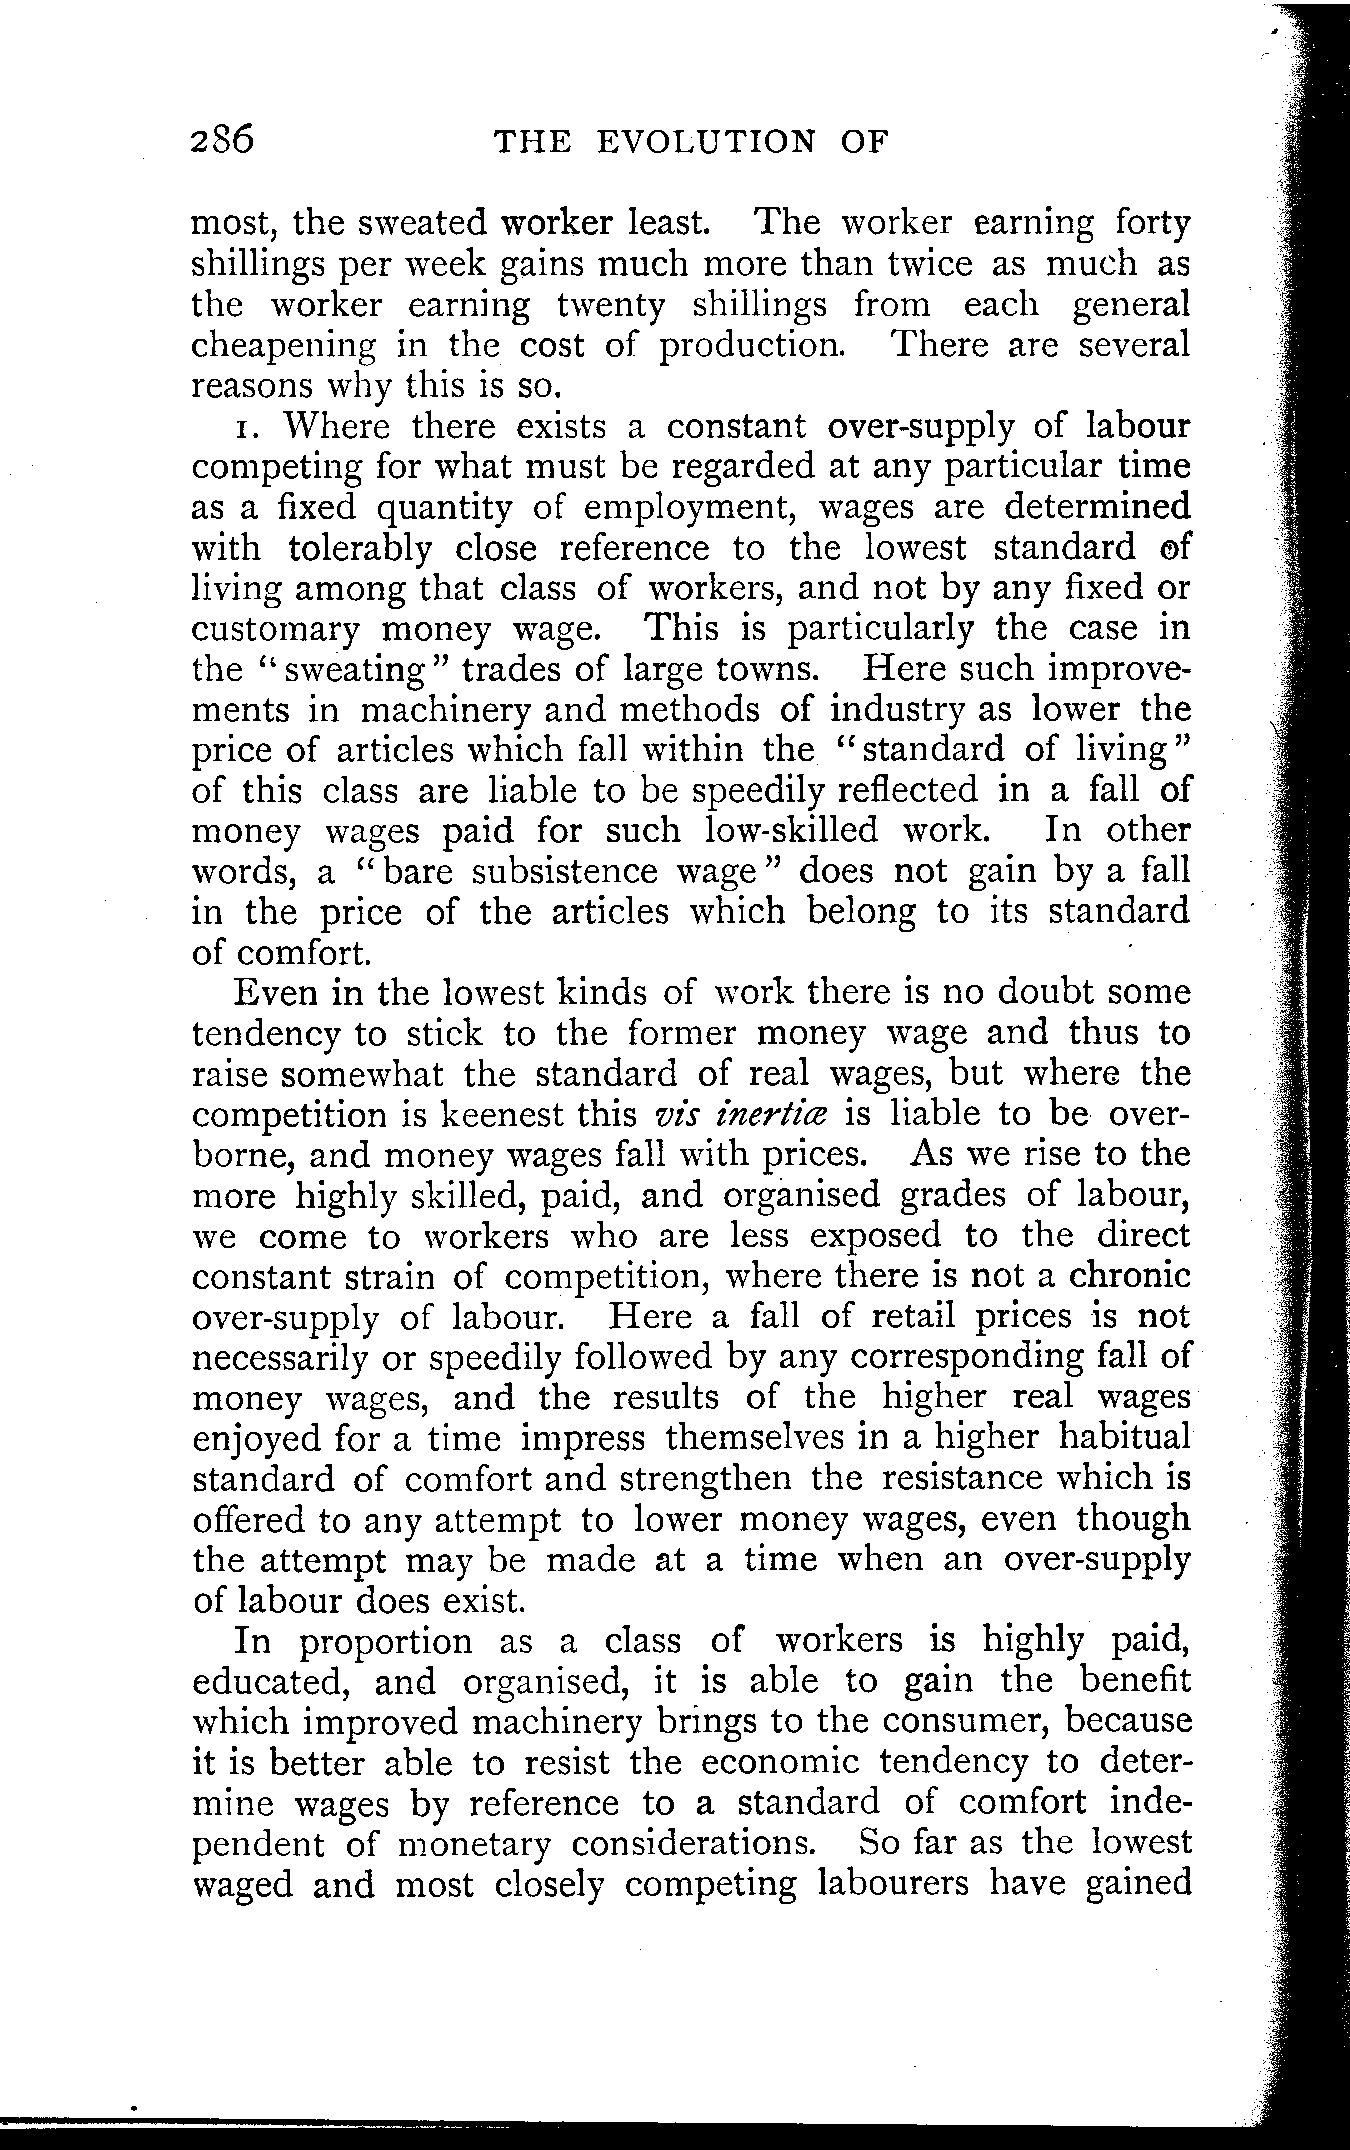 286 THE EVOLUTION OF
most, the sweated worker least. The worker earning forty
shillings per week gains much more than twice as much as
the worker earning twenty shillings from each general
cheapening in the cost of production. There are several
reasons why this is so.
1. Where there exists a constant over-supply of labour
competing for what must be regarded at any particular time
as a fixed quantity of employment, wages are determined
with tolerably close reference to the lowest standard of
living among that class of workers, and not by any fixed or
customary money wage. This is particularly the case in
the "sweating" trades of large towns. Here such improve-
ments in machinery and methods of industry as lower the
price of articles which fall within the "standard of living"
of this class are liable to be speedily reflected in a fall of
money wages paid for such low-skilled work. In other
words, a "bare subsistence wage" does not gain by a fall
in the price of the articles which belong to its standard
of comfort.
Even in the lowest kinds of work there is no doubt some
tendency to stick to the former money wage and thus to
raise somewhat the standard of real wages, but where the
competition is keenest this vis inertiæ is liable to be over-
borne, and money wages fall with prices. As we rise to the
more highly skilled, paid, and organised grades of labour,
we come to workers who are less exposed to the direct
constant strain of competition, where there is not a chronic
over-supply of labour. Here a fall of retail prices is not
necessarily or speedily followed by any corresponding fall of
money wages, and the results of the higher real wages
enjoyed for a time impress themselves in a higher habitual
standard of comfort and strengthen the resistance which is
offered to any attempt to lower money wages, even though
the attempt may be made at a time when an over-supply
of labour does exist.
In proportion as a class of workers is highly paid,
educated, and organised, it is able to gain the benefit
which improved machinery brings to the consumer, because
it is better able to resist the economic tendency to deter-
mine wages by reference to a standard of comfort inde-
pendent of monetary considerations. So far as the lowest
waged and most closely competing labourers have gained